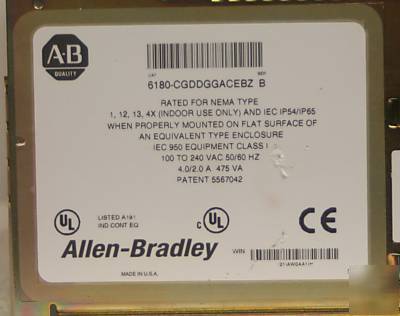 A-B
QUALITY
CAT
6180-CGDDGGACEBZ B
RATED FOR NEMA TYPE
1, 12, 13, 4X (INDOOR USE ONLY) AND IEC IP54/IP65
WHEN PROPERLY MOUNTED ON FLAT SURFACE OF
AN EQUIVALENT TYPE ENCLOSURE
IEC 950 EQUIPMENT CLASS I
100 TO 240 VAC 50/60 HZ
4.0/2.0 A. 475 VA
PATENT 5567042
UL
LISTED A191
IND CONT EQ
C UL
CE
Allen-Bradley
WIN
MADE IN U.S.A.